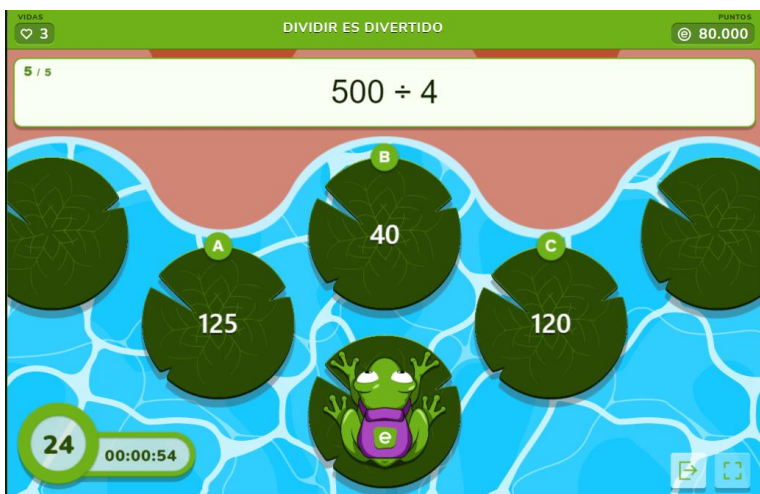 VIDAS
3
DIVIDIR ES DIVERTIDO
PUNTOS
e 80.000
5 / 5
500 ÷ 4
B
40
A
125
C
120
e
24
00:00:54